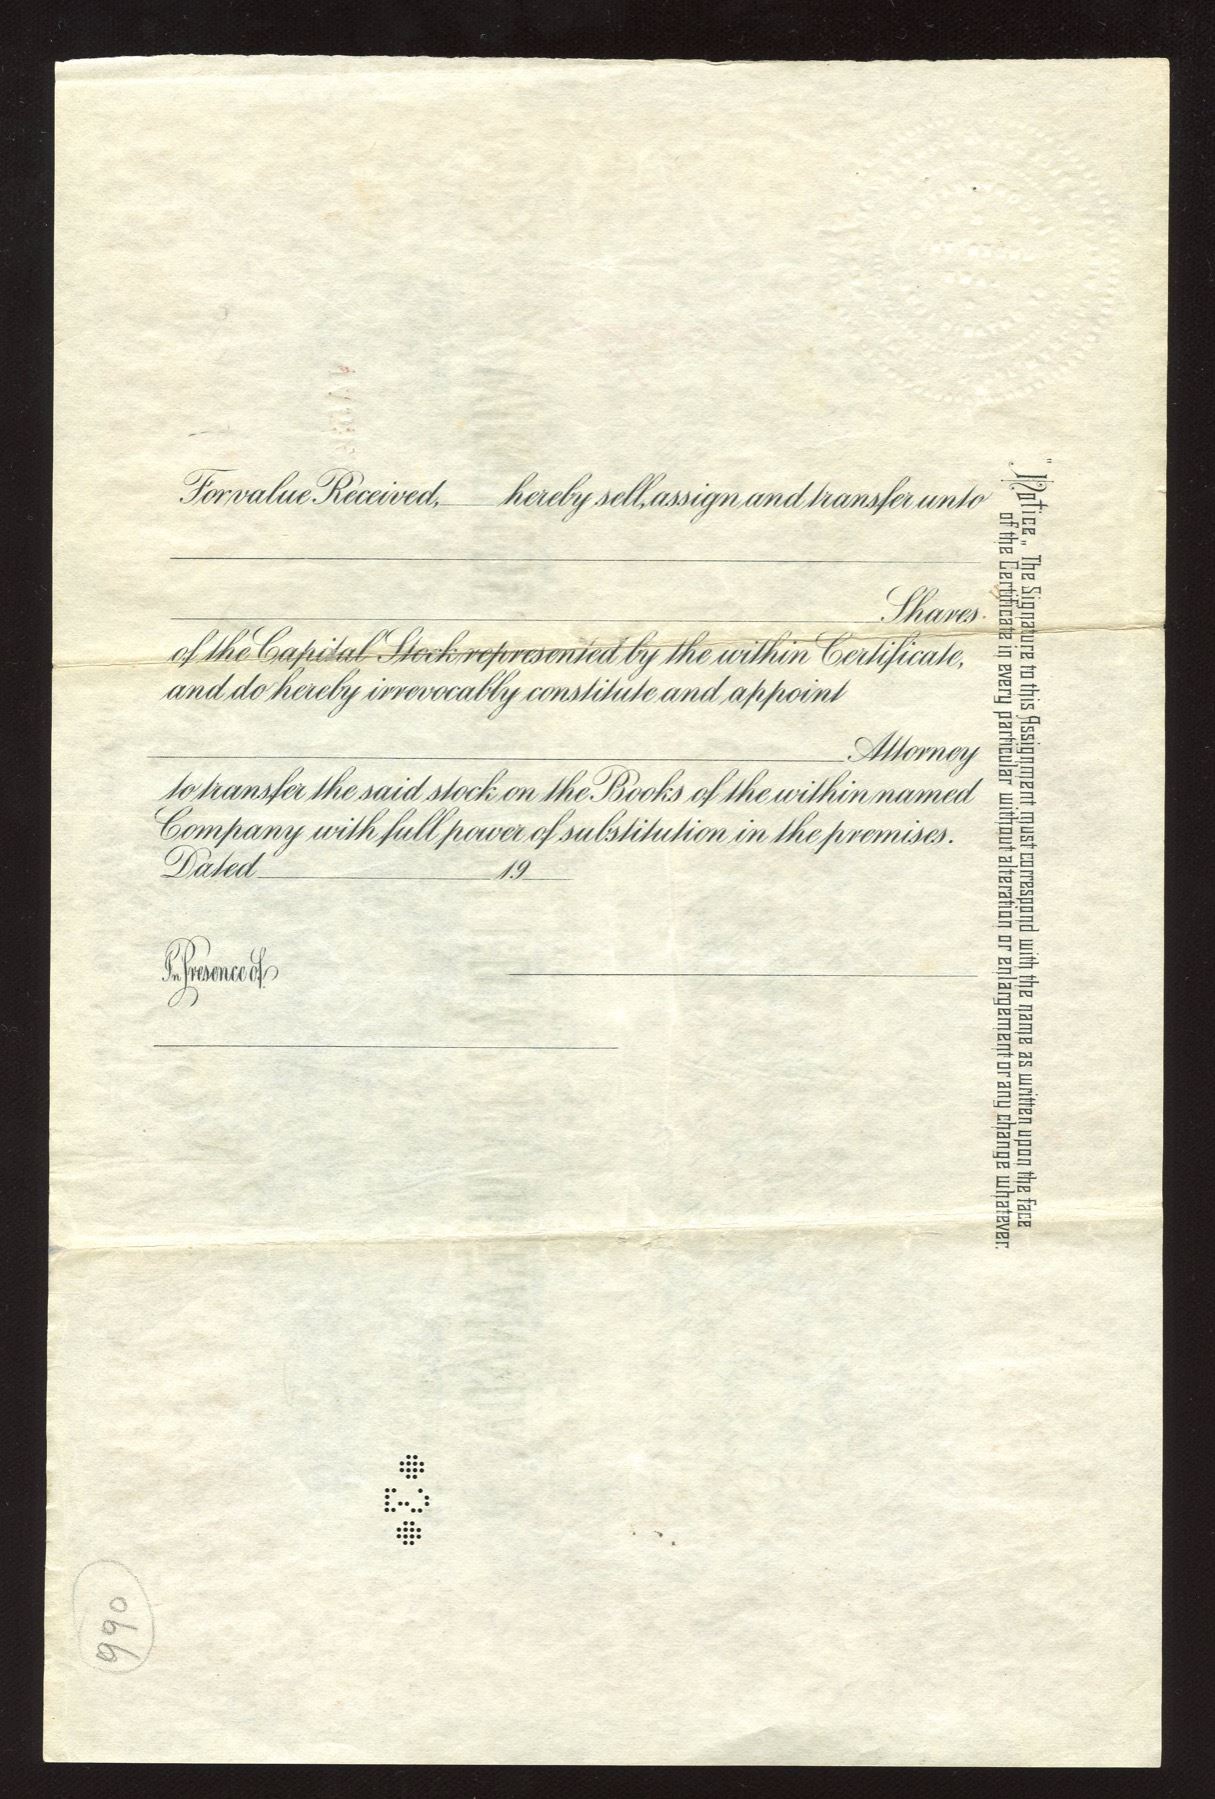 For value Received, ____ hereby sell, assign and transfer unto
Shares
of the Capital Stock represented by the within Certificate,
and do hereby irrevocably constitute and appoint
Attorney
to transfer the said stock on the Books of the within named
Company with full power of substitution in the premises.
Dated ____ 19__
In Presence of
"Notice" The Signature to this Assignment must correspond with the name as written upon the face
of the Certificate in every particular without alteration or enlargement or any change whatever.
990